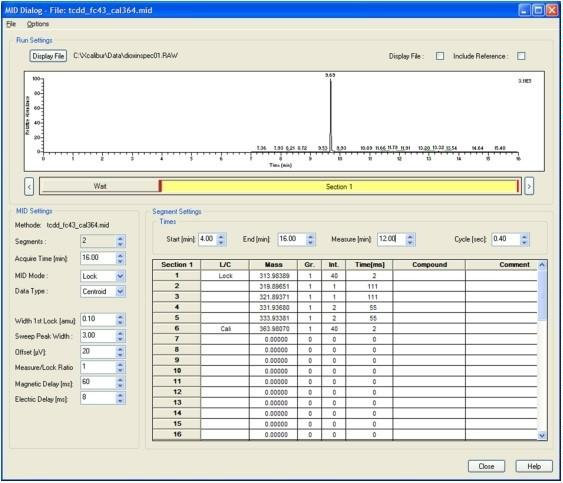 MID Dialog - File: tcdd_fc43_cal364.mid
File Options
Run Settings
Display File C:\Xcalibur\Data\dioxinspec01.RAW Display File : Include Reference :
9.69
3.1E5
100
80
60
40
20
0
Relative Abundance
7.36 7.93 8.21 8.72 9.53 9.93 10.89 11.66 11.78 11.91 13.20 13.32 13.54 14.64 15.40
0 1 2 3 4 5 6 7 8 9 10 11 12 13 14 15 16
Time (min)
< Wait Section 1 >
MID Settings
Methode: tcdd_fc43_cal364.mid
Segments : 2
Acquire Time [min]: 16.00
MID Mode : Lock
Data Type : Centroid
Width 1st Lock [amu]: 0.10
Sweep Peak Width : 3.00
Offset [µV]: 20
Measure/Lock Ratio 1
Magnetic Delay [ms]: 60
Electric Delay [ms]: 8
Segment Settings
Times
Start [min]: 4.00 End [min]: 16.00 Measure [min]: 12.00 Cycle [sec]: 0.40
Section 1 L/C Mass Gr. Int. Time[ms] Compound Comment
1 Lock 313.98389 1 40 2
2 319.89651 1 1 111
3 321.89371 1 1 111
4 331.93680 1 2 55
5 333.93381 1 2 55
6 Cali 363.98070 1 40 2
7 0.00000 0 0 0
8 0.00000 0 0 0
9 0.00000 0 0 0
10 0.00000 0 0 0
11 0.00000 0 0 0
12 0.00000 0 0 0
13 0.00000 0 0 0
14 0.00000 0 0 0
15 0.00000 0 0 0
16 0.00000 0 0 0
Close Help